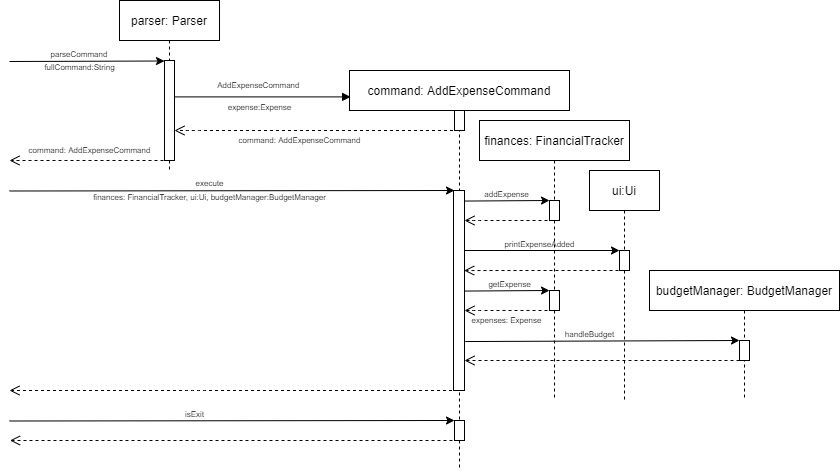 parser: Parser
parseCommand
fullCommand:String
AddExpenseCommand
expense:Expense
command: AddExpenseCommand
command: AddExpenseCommand
command: AddExpenseCommand
finances: FinancialTracker
ui:Ui
execute
finances: FinancialTracker, ui:Ui, budgetManager:BudgetManager
addExpense
printExpenseAdded
getExpense
expenses: Expense
budgetManager: BudgetManager
handleBudget
isExit